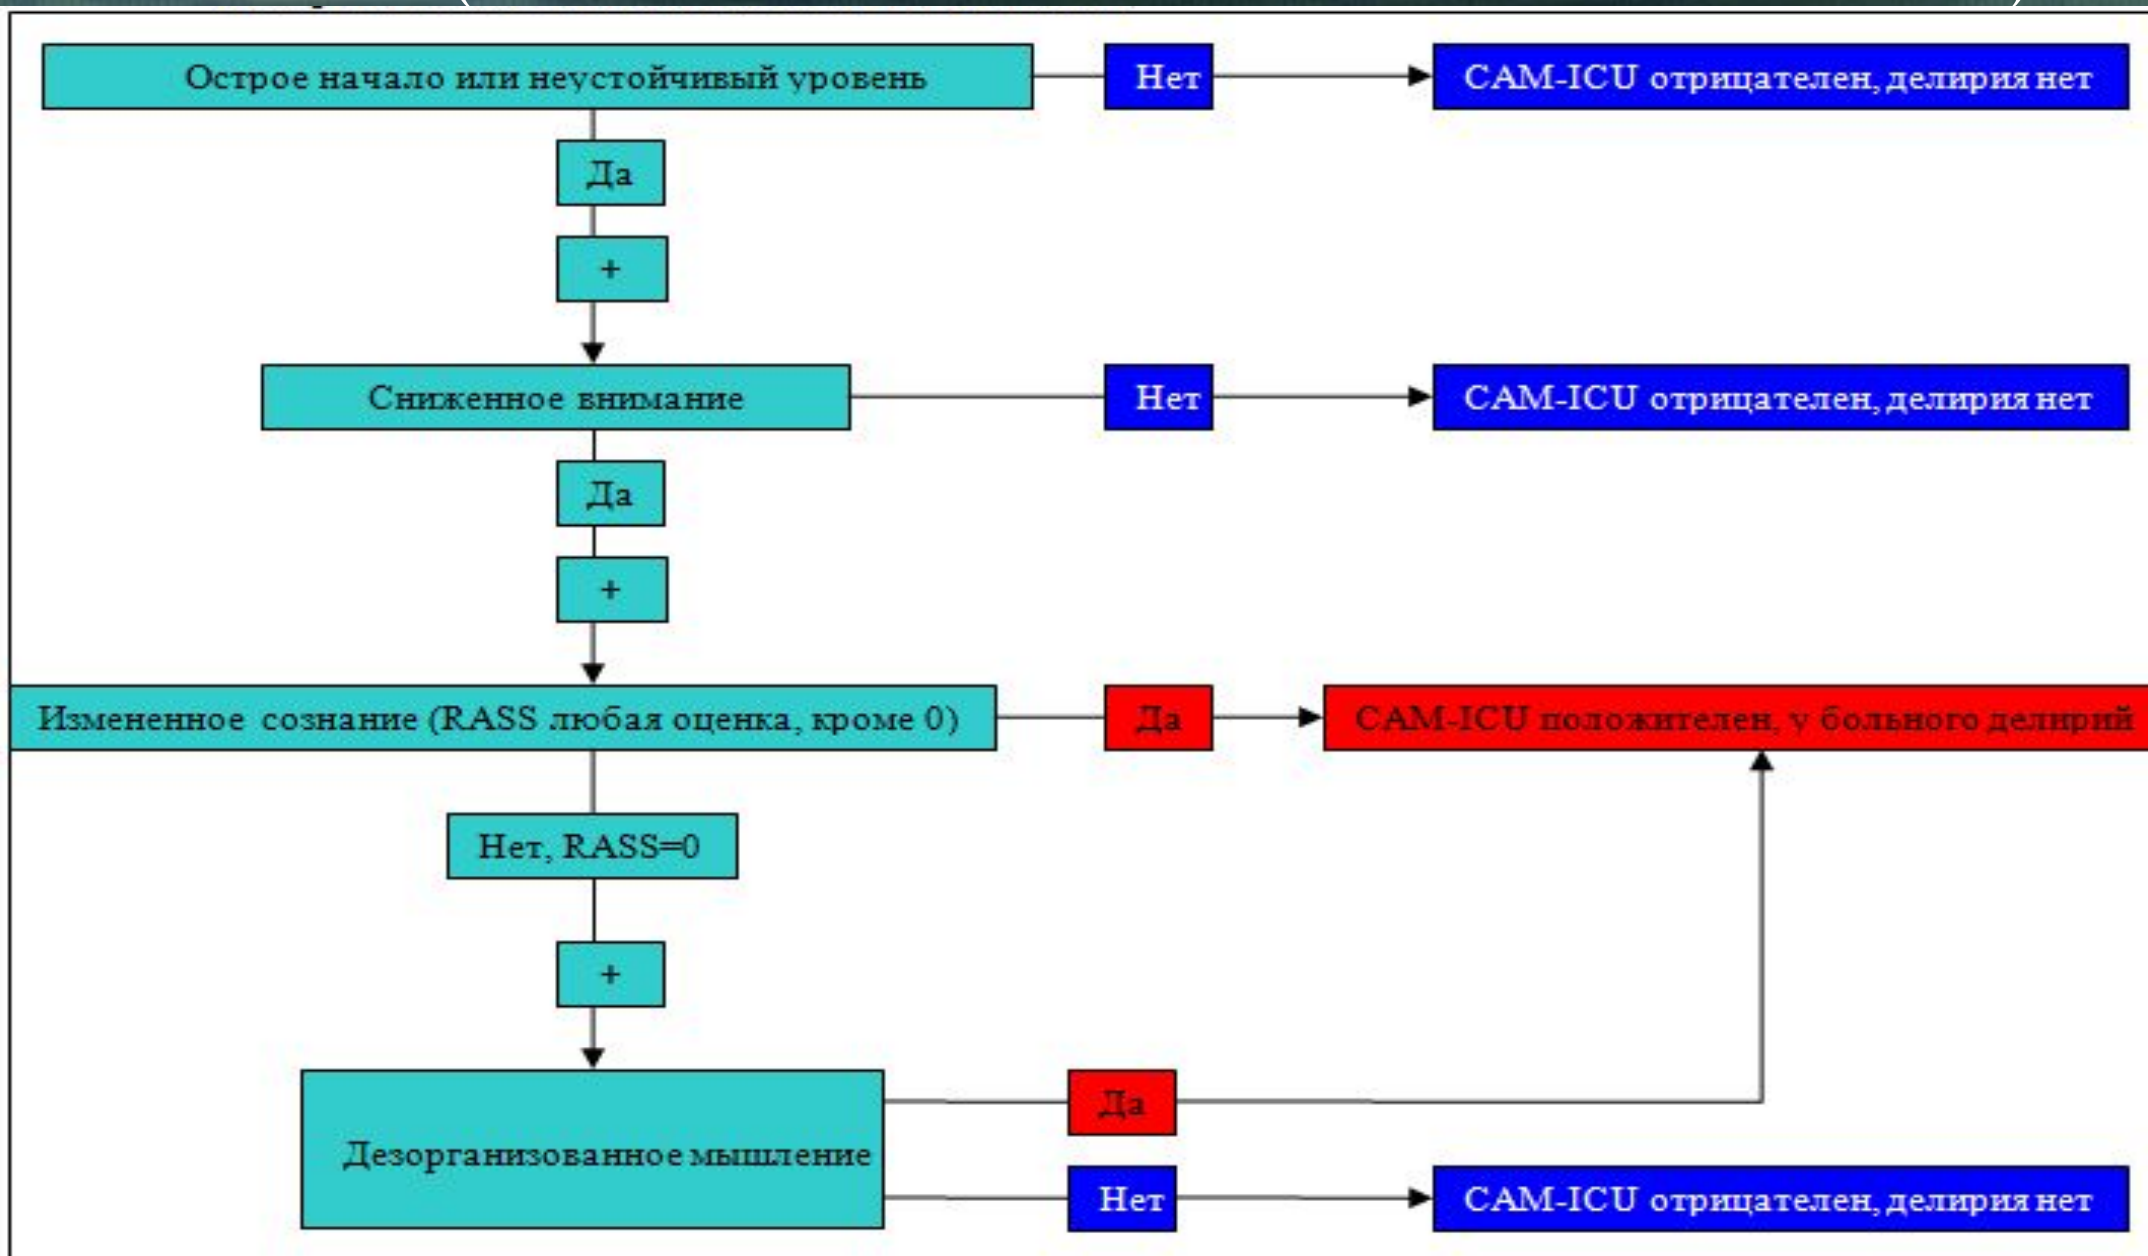 Острое начало или неустойчивый уровень
Нет
CAM-ICU отрицателен, делирия нет
Да
+
Сниженное внимание
Нет
CAM-ICU отрицателен, делирия нет
Да
+
Измененное сознание (RASS любая оценка, кроме 0)
Да
CAM-ICU положителен, у больного делирий
Нет, RASS=0
+
Дезорганизованное мышление
Да
Нет
CAM-ICU отрицателен, делирия нет